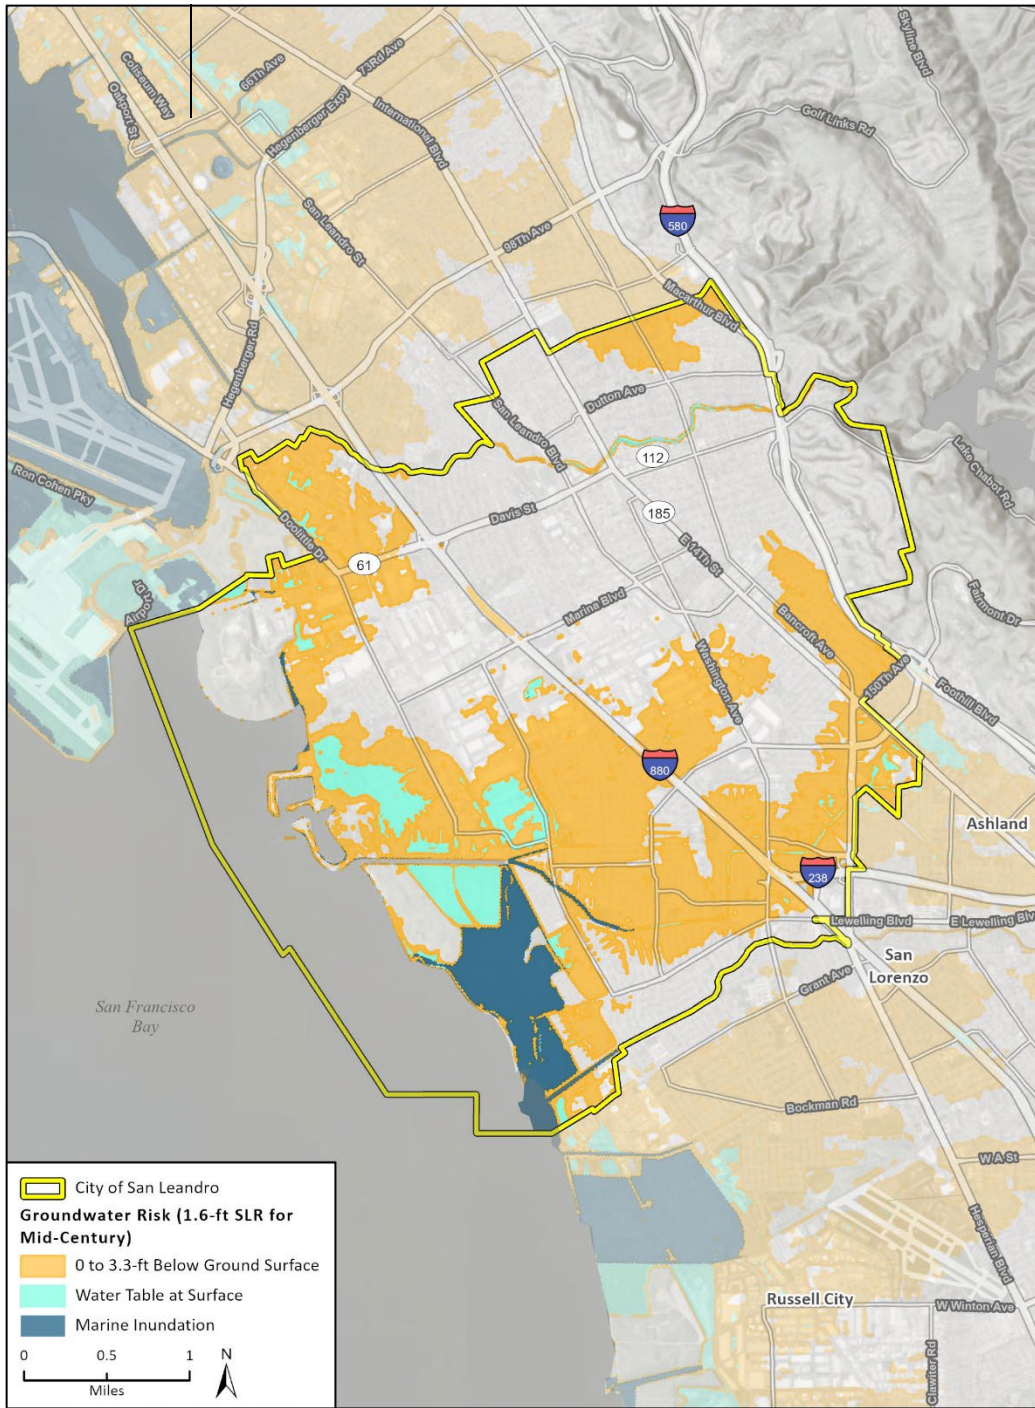 Skyline Blvd
Coliseum Way
66Th Ave
73Rd Ave
Oakport St
Hegenberger Expy
International Blvd
Golf Links Rd
San Leandro St
98Th Ave
580
Macarthur Blvd
Hegenberger Rd
Dutton Ave
San Leandro Blvd
112
Lake Chabot Rd
Ron Cohen Pky
Davis St
185
Doolittle Dr
E 14Th St
61
Airport Dr
Marina Blvd
Fairmont Dr
Bancroft Ave
Washington Ave
150Th Ave
Foothill Blvd
880
Ashland
238
Lewelling Blvd
E Lewelling Blvd
San
Lorenzo
Grant Ave
San Francisco
Bay
Bockman Rd
W A St
Hesperian Blvd
Russell City
W Winton Ave
Clawiter Rd
City of San Leandro
Groundwater Risk (1.6-ft SLR for
Mid-Century)
0 to 3.3-ft Below Ground Surface
Water Table at Surface
Marine Inundation
0 0.5 1 N
Miles